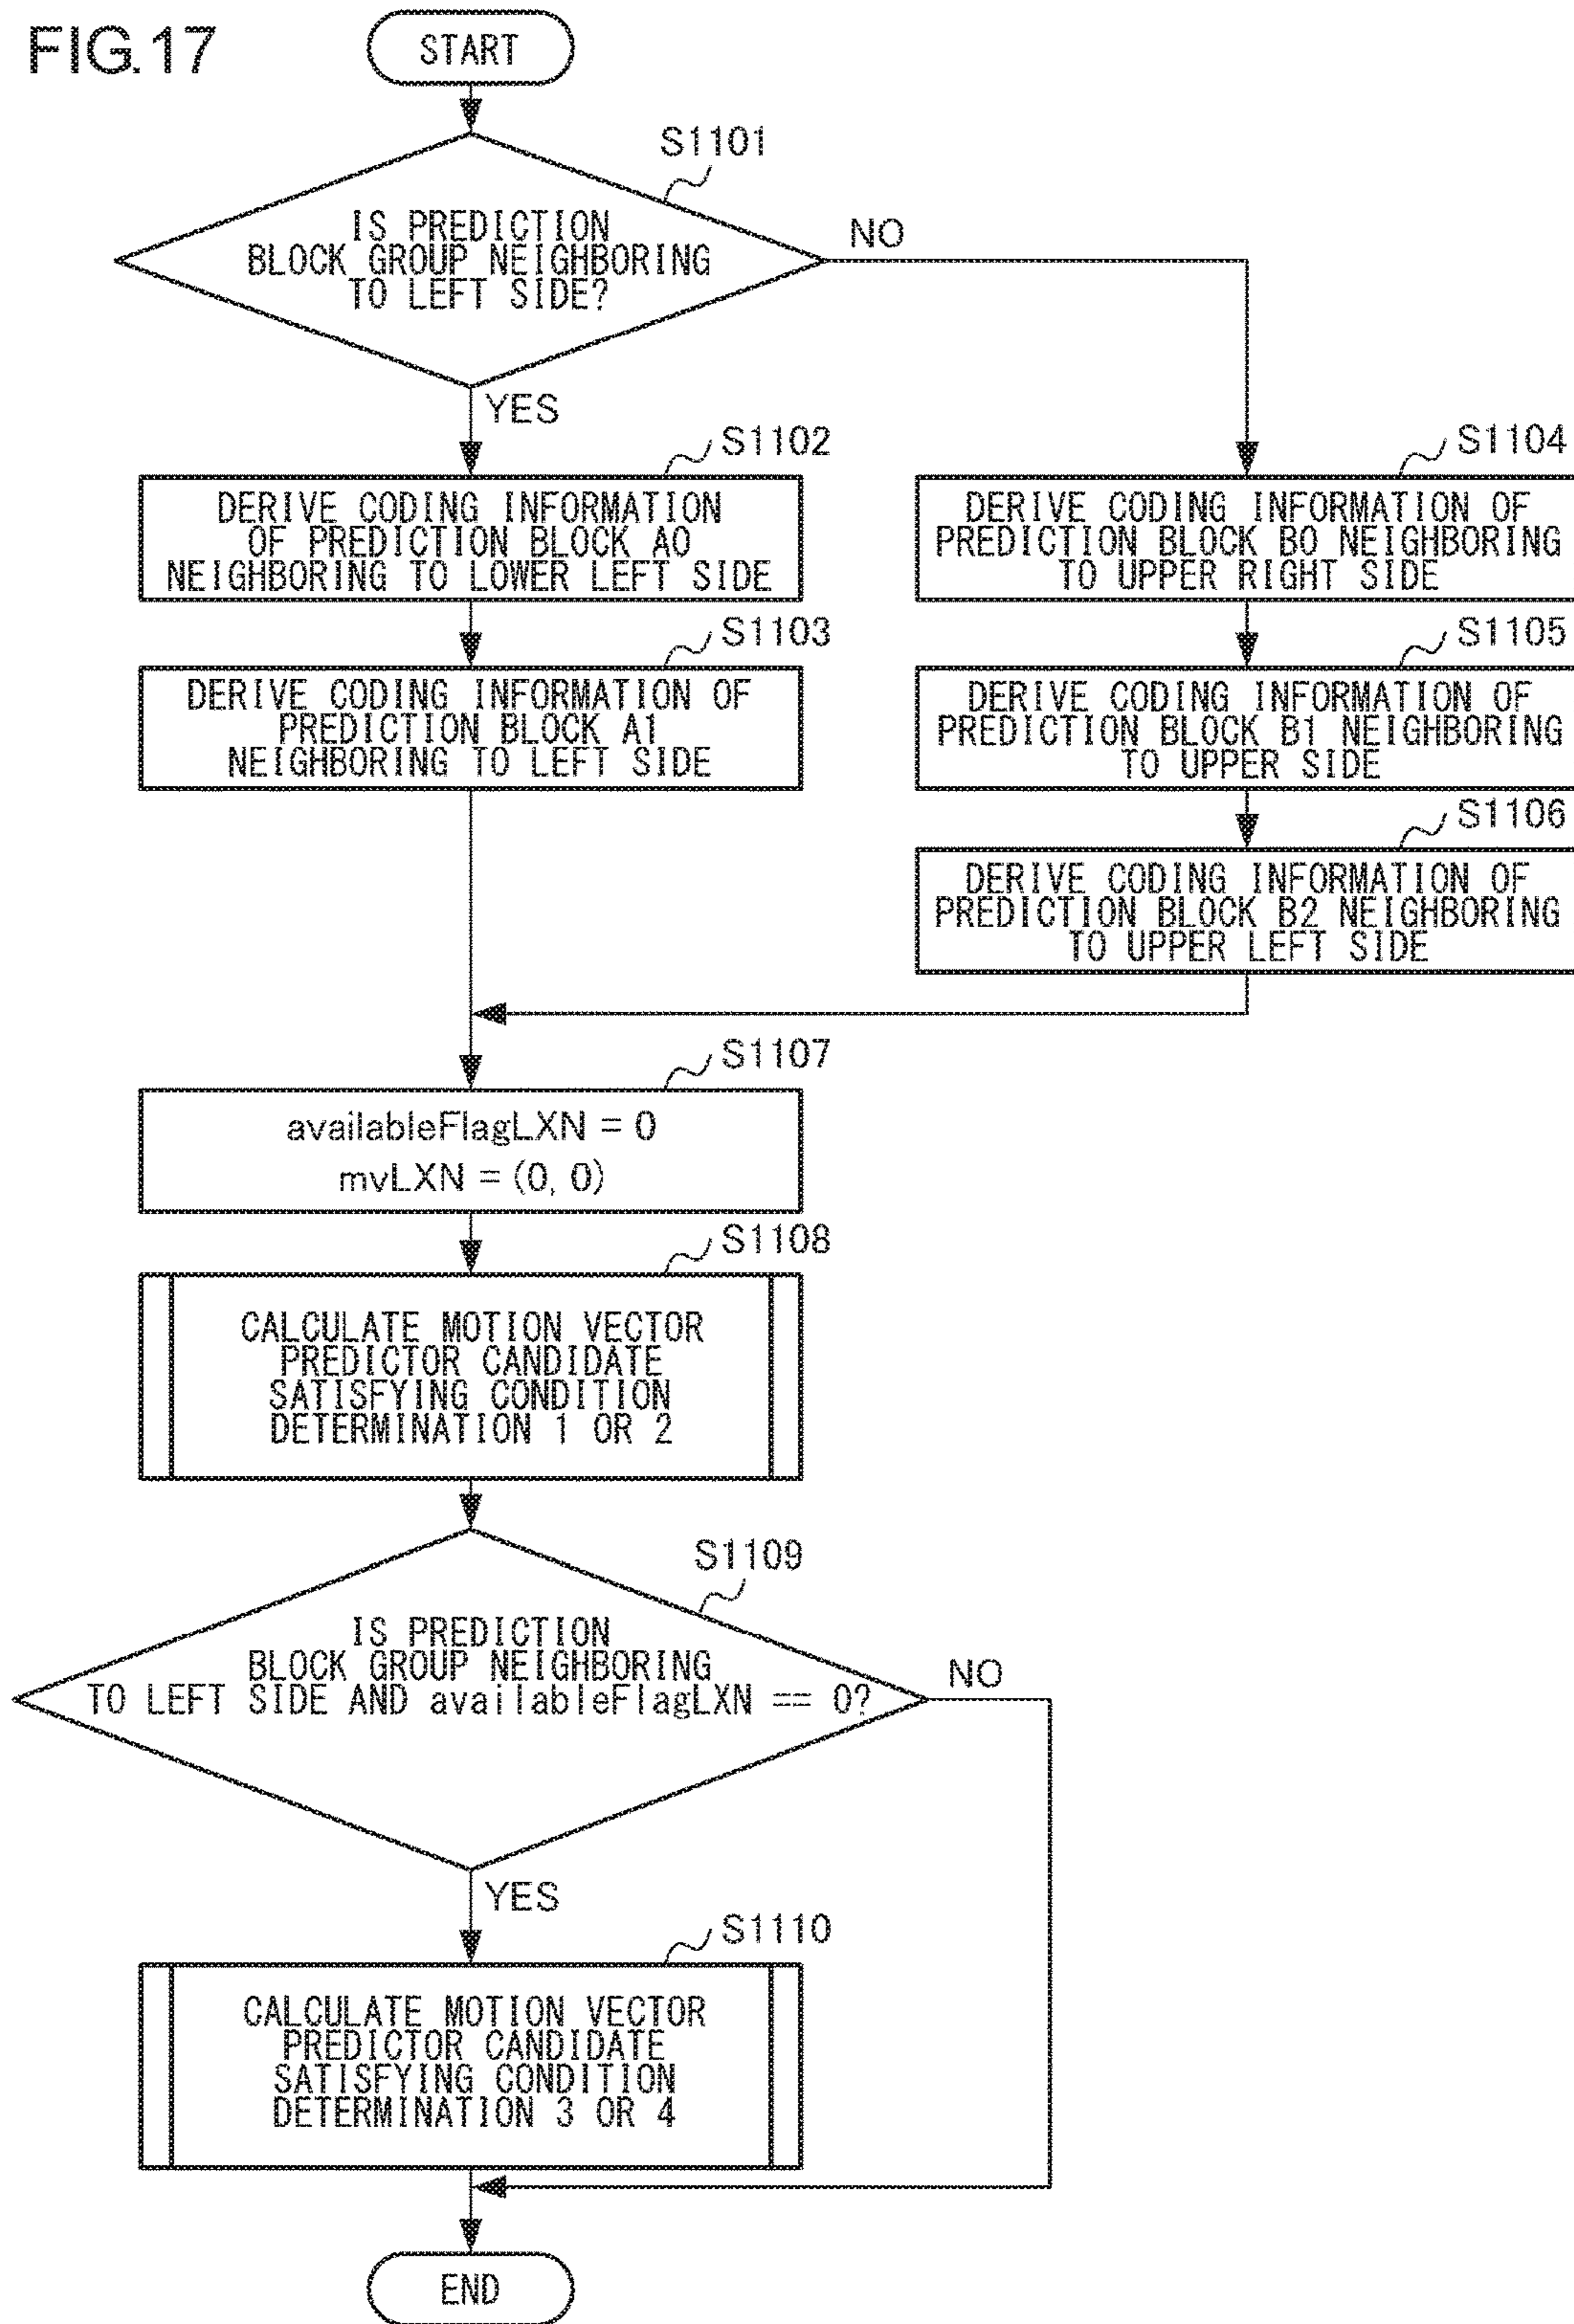 FIG.17
START
S1101
IS PREDICTION
BLOCK GROUP NEIGHBORING
TO LEFT SIDE?
NO
YES
S1102
DERIVE CODING INFORMATION
OF PREDICTION BLOCK A0
NEIGHBORING TO LOWER LEFT SIDE
S1104
DERIVE CODING INFORMATION OF
PREDICTION BLOCK B0 NEIGHBORING
TO UPPER RIGHT SIDE
S1103
DERIVE CODING INFORMATION OF
PREDICTION BLOCK A1
NEIGHBORING TO LEFT SIDE
S1105
DERIVE CODING INFORMATION OF
PREDICTION BLOCK B1 NEIGHBORING
TO UPPER SIDE
S1106
DERIVE CODING INFORMATION OF
PREDICTION BLOCK B2 NEIGHBORING
TO UPPER LEFT SIDE
S1107
availableFlagLXN = 0
mvLXN = (0, 0)
S1108
CALCULATE MOTION VECTOR
PREDICTOR CANDIDATE
SATISFYING CONDITION
DETERMINATION 1 OR 2
S1109
IS PREDICTION
BLOCK GROUP NEIGHBORING
TO LEFT SIDE AND availableFlagLXN == 0?
NO
YES
S1110
CALCULATE MOTION VECTOR
PREDICTOR CANDIDATE
SATISFYING CONDITION
DETERMINATION 3 OR 4
END